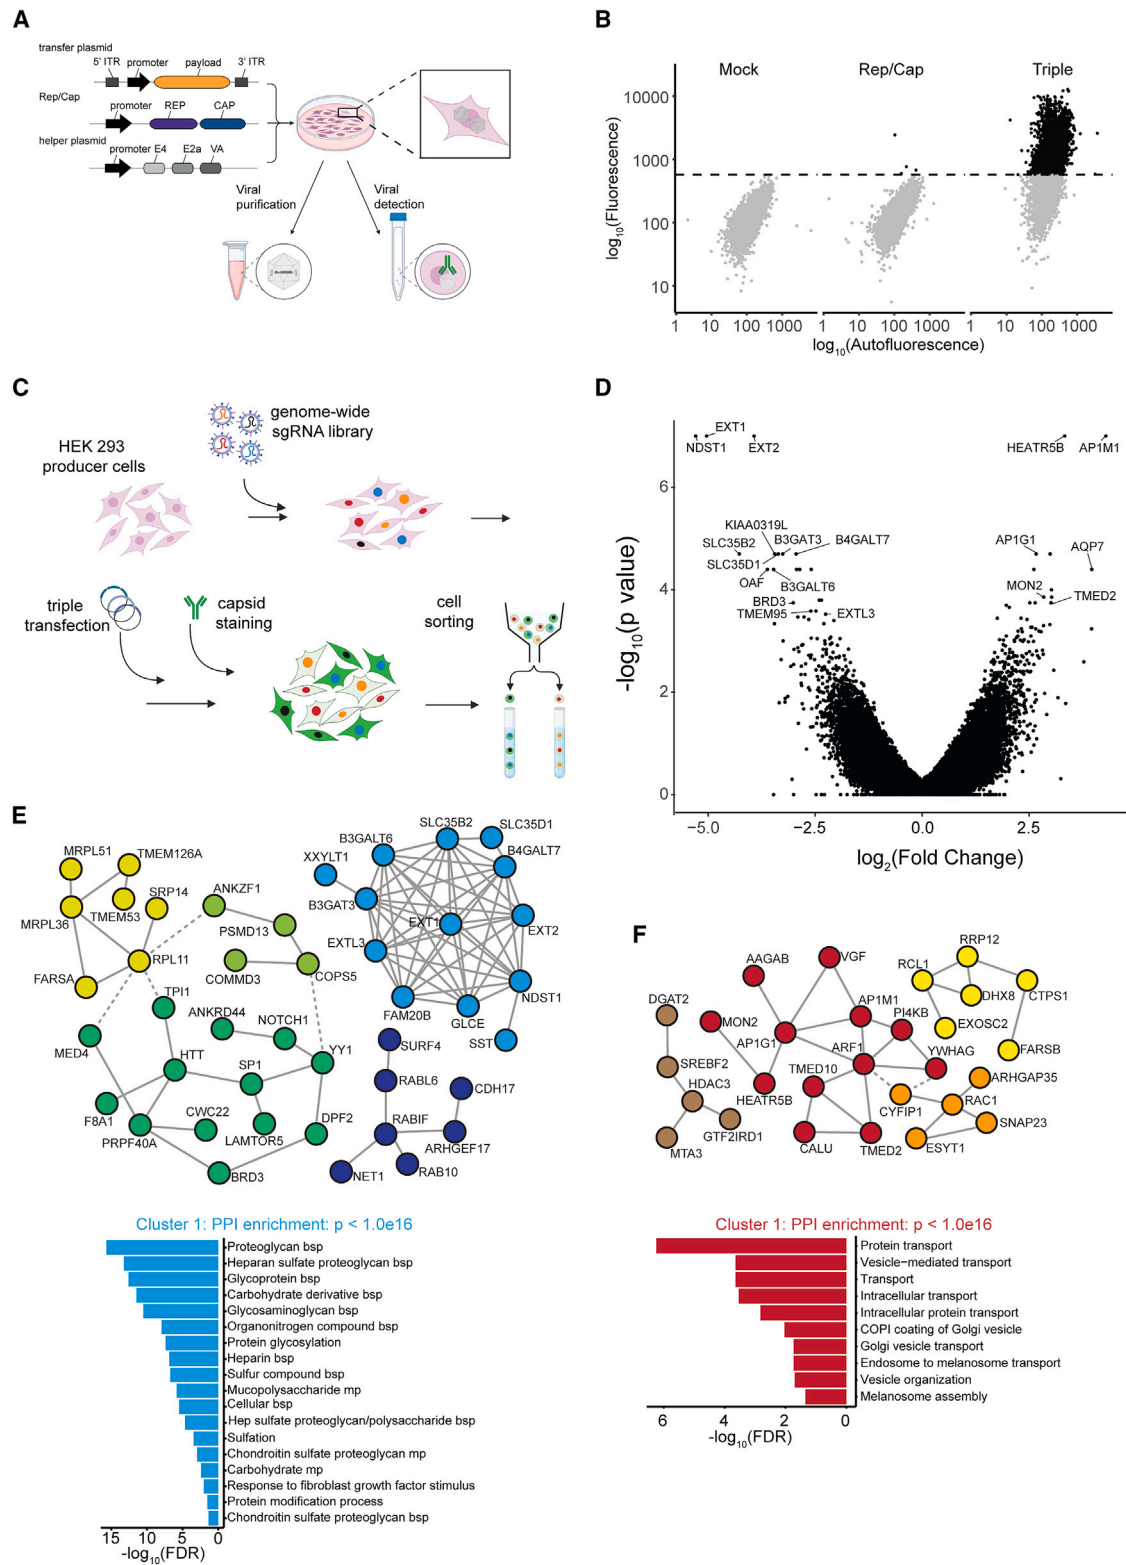 A
transfer plasmid
5' ITR promoter payload 3' ITR
Rep/Cap
promoter REP CAP
helper plasmid
promoter E4 E2a VA
Viral
purification
Viral
detection
B
Mock Rep/Cap Triple
log10(Fluorescence)
10000
1000
100
10
1 10 100 1000 1 10 100 1000 1 10 100 1000
log10(Autofluorescence)
C
HEK 293
producer cells
genome-wide
sgRNA library
triple
transfection
capsid
staining
cell
sorting
D
-log10(p value)
6
4
2
0
EXT1
NDST1
EXT2
HEATR5B
AP1M1
KIAA0319L
SLC35B2
B3GAT3
B4GALT7
SLC35D1
OAF
B3GALT6
BRD3
TMEM95
EXTL3
AP1G1
AQP7
MON2
TMED2
−5.0 −2.5 0.0 2.5
log2(Fold Change)
E
MRPL51
TMEM126A
SRP14
TMEM53
MRPL36
FARSA
RPL11
ANKZF1
PSMD13
COMMD3
COPS5
XXYLT1
B3GALT6
SLC35B2
SLC35D1
B4GALT7
B3GAT3
EXT1
EXT2
EXTL3
NDST1
FAM20B
GLCE
SST
TPI1
ANKRD44
NOTCH1
MED4
HTT
SP1
YY1
F8A1
CWC22
PRPF40A
LAMTOR5
DPF2
BRD3
SURF4
RABL6
CDH17
RABIF
ARHGEF17
NET1
RAB10
Cluster 1: PPI enrichment: p < 1.0e16
Proteoglycan bsp
Heparan sulfate proteoglycan bsp
Glycoprotein bsp
Carbohydrate derivative bsp
Glycosaminoglycan bsp
Organonitrogen compound bsp
Protein glycosylation
Heparin bsp
Sulfur compound bsp
Mucopolysaccharide mp
Cellular bsp
Hep sulfate proteoglycan/polysaccharide bsp
Sulfation
Chondroitin sulfate proteoglycan mp
Carbohydrate mp
Response to fibroblast growth factor stimulus
Protein modification process
Chondroitin sulfate proteoglycan bsp
15 10 5 0
-log10(FDR)
F
AAGAB
VGF
RRP12
RCL1
DHX8
CTPS1
EXOSC2
FARSB
DGAT2
MON2
AP1G1
AP1M1
PI4KB
SREBF2
ARF1
YWHAG
HDAC3
HEATR5B
TMED10
CYFIP1
RAC1
ARHGAP35
SNAP23
GTF2IRD1
MTA3
CALU
TMED2
ESYT1
Cluster 1: PPI enrichment: p < 1.0e16
Protein transport
Vesicle−mediated transport
Transport
Intracellular transport
Intracellular protein transport
COPI coating of Golgi vesicle
Golgi vesicle transport
Endosome to melanosome transport
Vesicle organization
Melanosome assembly
6 4 2 0
-log10(FDR)